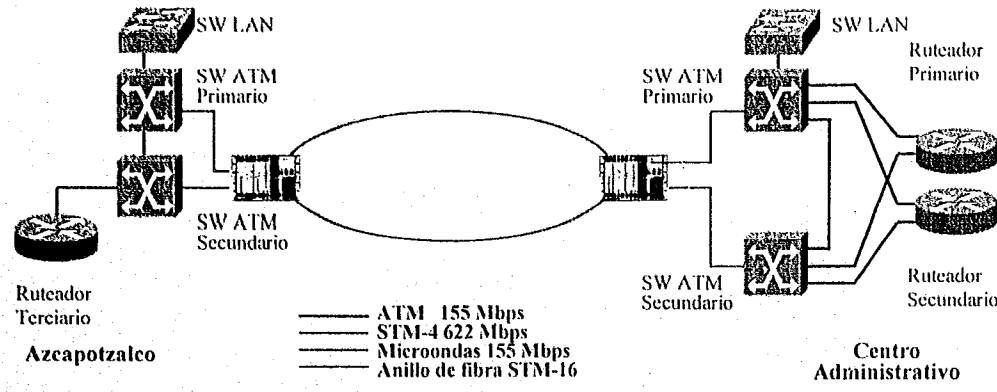 SW LAN
SW ATM
Primario
SW ATM
Secundario
Ruteador
Terciario
Azcapotzalco
SW LAN
SW ATM
Primario
Ruteador
Primario
SW ATM
Secundario
Ruteador
Secundario
Centro
Administrativo
ATM 155 Mbps
STM-4 622 Mbps
Microondas 155 Mbps
Anillo de fibra STM-16